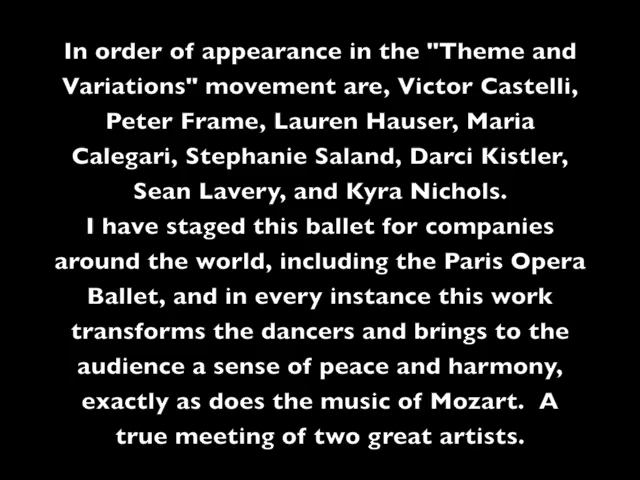 In order of appearance in the "Theme and
Variations" movement are, Victor Castelli,
Peter Frame, Lauren Hauser, Maria
Calegari, Stephanie Saland, Darci Kistler,
Sean Lavery, and Kyra Nichols.
I have staged this ballet for companies
around the world, including the Paris Opera
Ballet, and in every instance this work
transforms the dancers and brings to the
audience a sense of peace and harmony,
exactly as does the music of Mozart.  A
true meeting of two great artists.